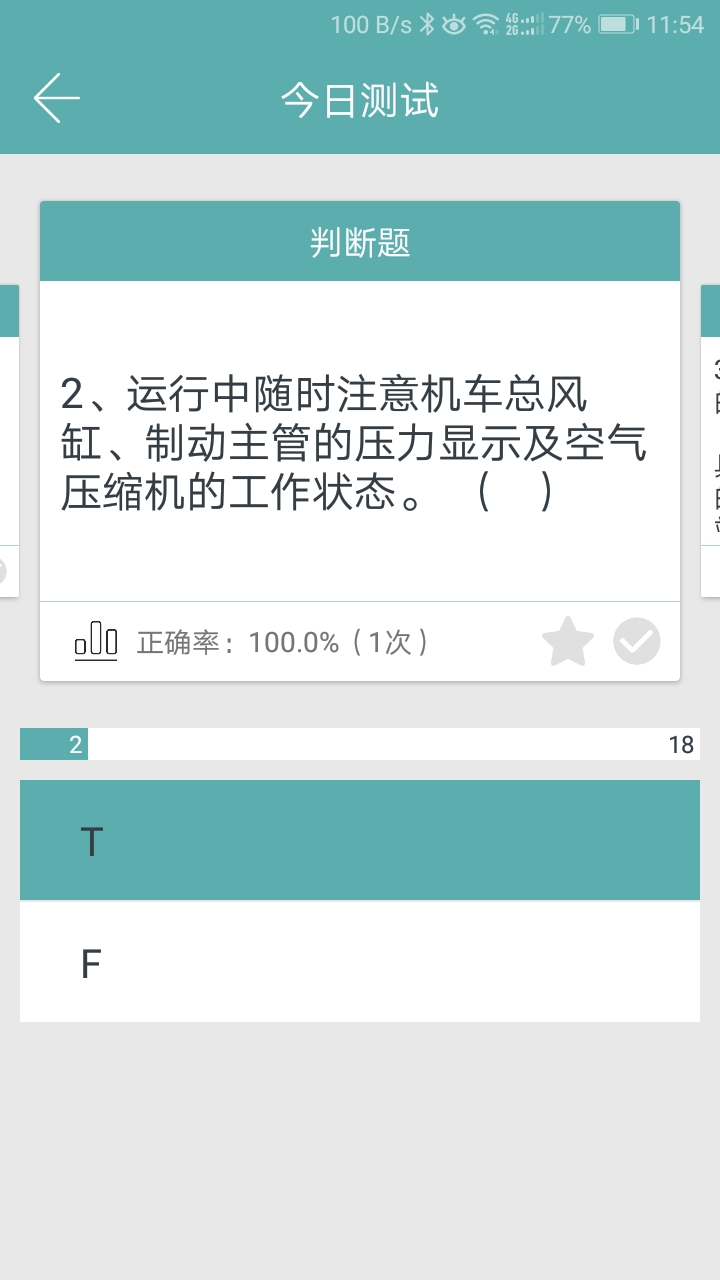 100 B/s 4G 2G 77% 11:54
今日测试
判断题
2、运行中随时注意机车总风
缸、制动主管的压力显示及空气
压缩机的工作状态。 ( )
正确率：100.0%（1次）
2 18
T
F